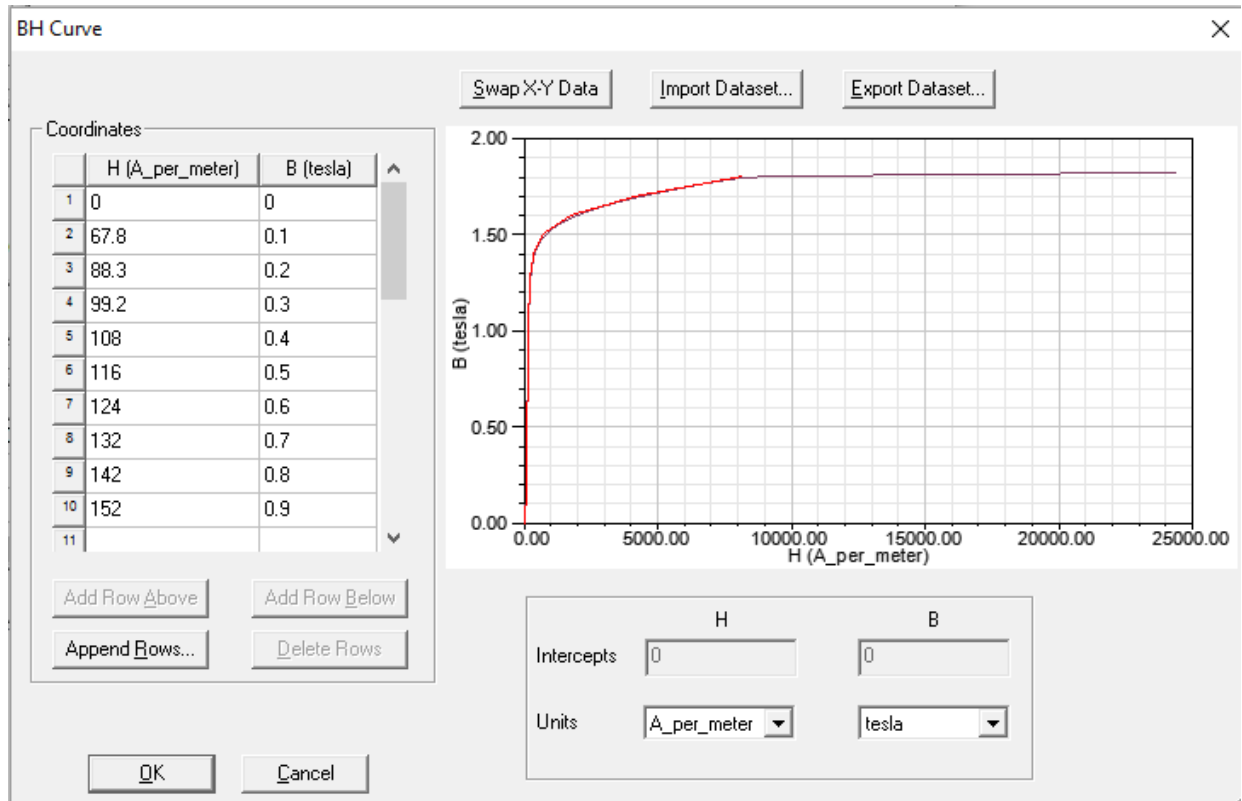 BH Curve
Swap X-Y Data Import Dataset... Export Dataset...
Coordinates
H (A_per_meter) B (tesla)
1 0 0
2 67.8 0.1
3 88.3 0.2
4 99.2 0.3
5 108 0.4
6 116 0.5
7 124 0.6
8 132 0.7
9 142 0.8
10 152 0.9
11
Add Row Above Add Row Below
Append Rows... Delete Rows
OK Cancel
2.00
1.50
1.00
0.50
0.00
B (tesla)
0.00 5000.00 10000.00 15000.00 20000.00 25000.00
H (A_per_meter)
H B
Intercepts 0 0
Units A_per_meter tesla